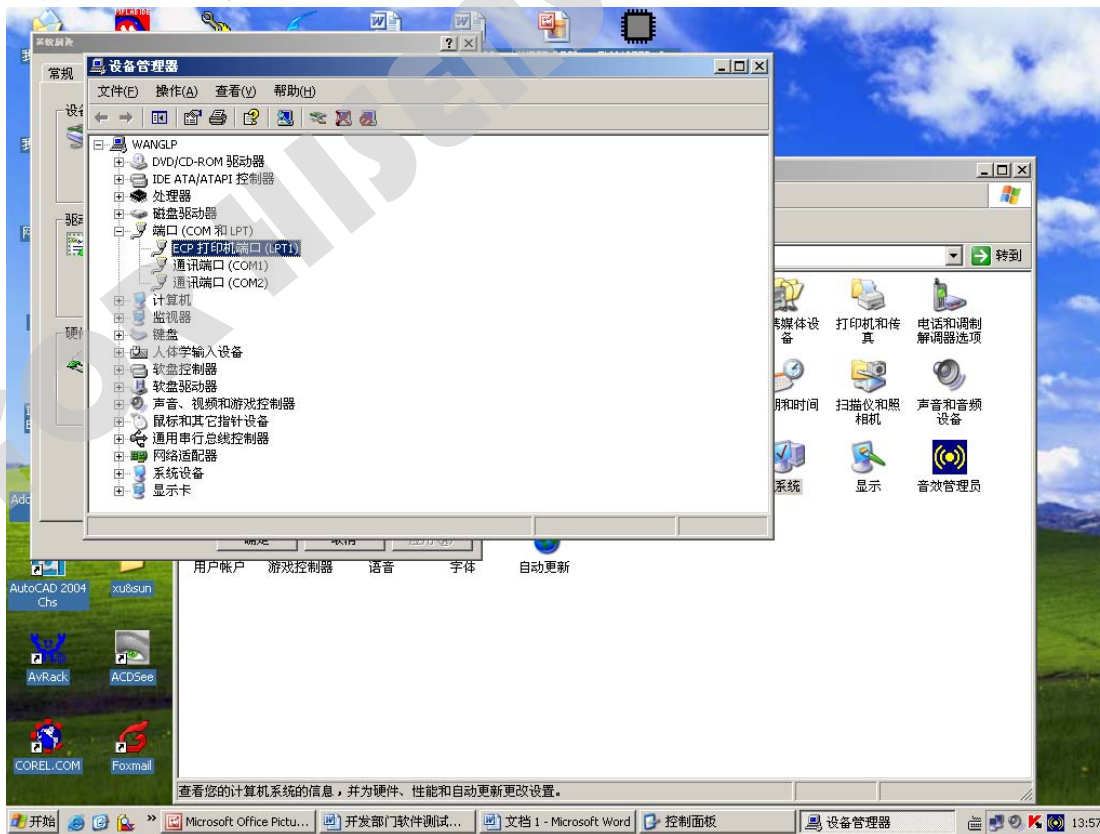 MPLAB IDE
系统属性
常规
设备管理器
文件(F) 操作(A) 查看(V) 帮助(H)
WANGLP
DVD/CD-ROM 驱动器
IDE ATA/ATAPI 控制器
处理器
磁盘驱动器
端口 (COM 和 LPT)
ECP 打印机端口 (LPT1)
通讯端口 (COM1)
通讯端口 (COM2)
计算机
监视器
键盘
人体学输入设备
软盘控制器
软盘驱动器
声音、视频和游戏控制器
鼠标和其它指针设备
通用串行总线控制器
网络适配器
系统设备
显示卡
转到
打印机和传真
电话和调制解调器选项
扫描仪和照相机
声音和音频设备
系统
显示
音效管理员
用户帐户
游戏控制器
语音
字体
自动更新
AutoCAD 2004 Chs
xu&sun
AvRack
ACDSee
COREL.COM
Foxmail
查看您的计算机系统的信息，并为硬件、性能和自动更新更改设置。
开始
Microsoft Office Pictu...
开发部门软件测试...
文档 1 - Microsoft Word
控制面板
设备管理器
13:57
FOR HISENSE